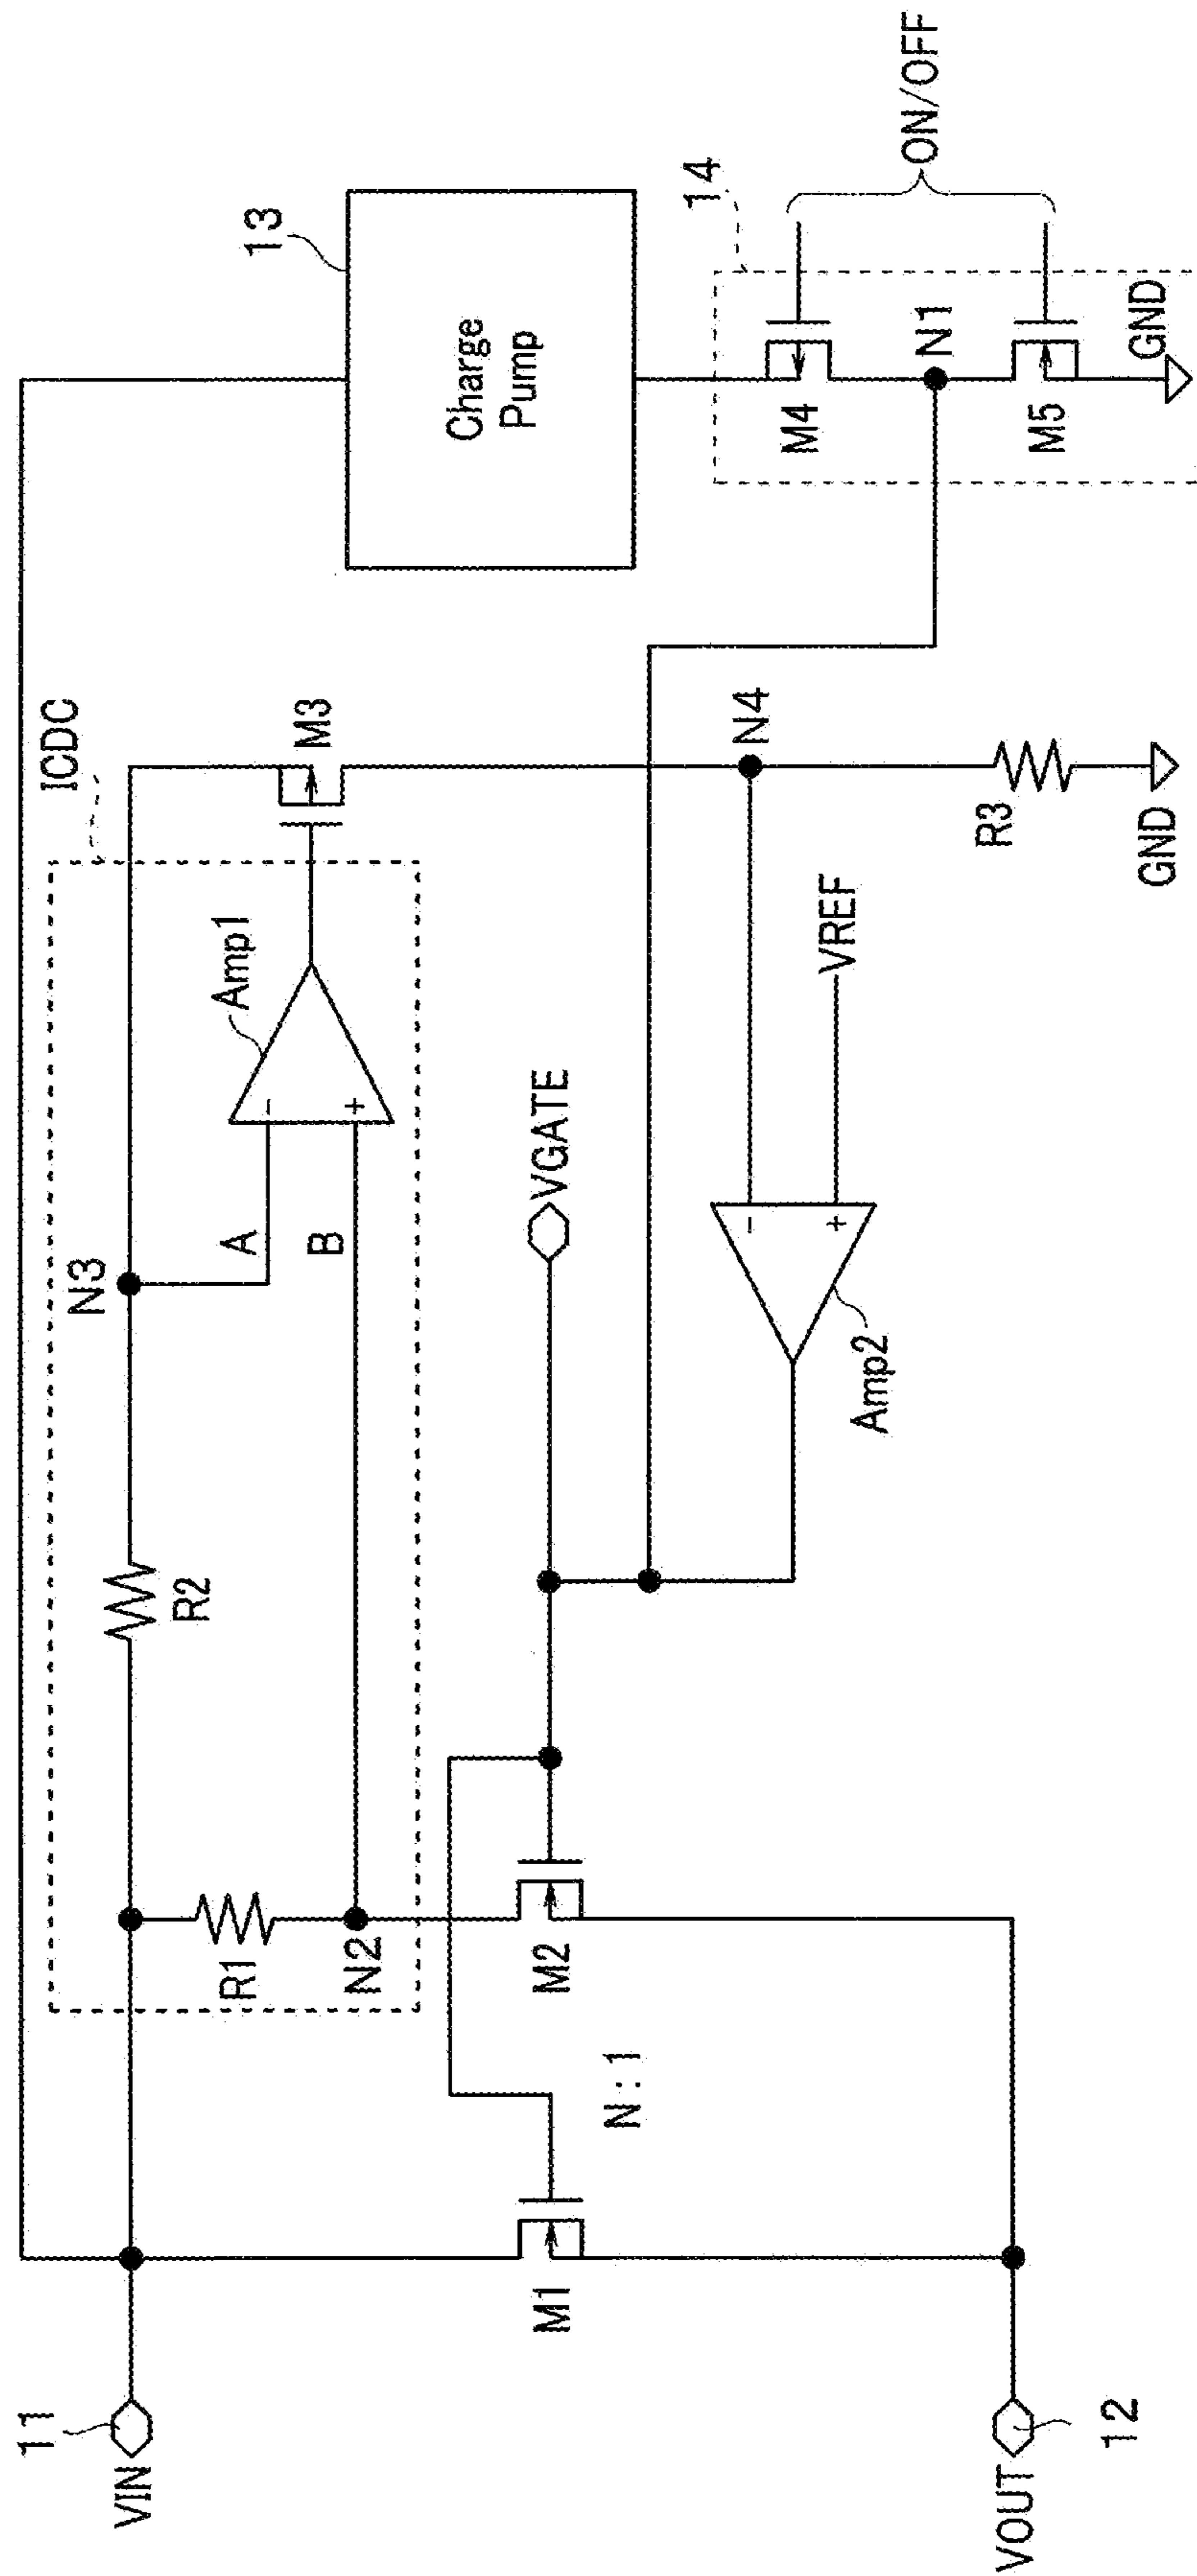 11
VIN
ICDC
R2
N3
A
B
Amp1
M3
R1
N2
13
Charge
Pump
14
M4
N1
ON/OFF
M5
GND
M1
N : 1
M2
VGATE
Amp2
-
+
-
+
VREF
N4
R3
GND
VOUT
12